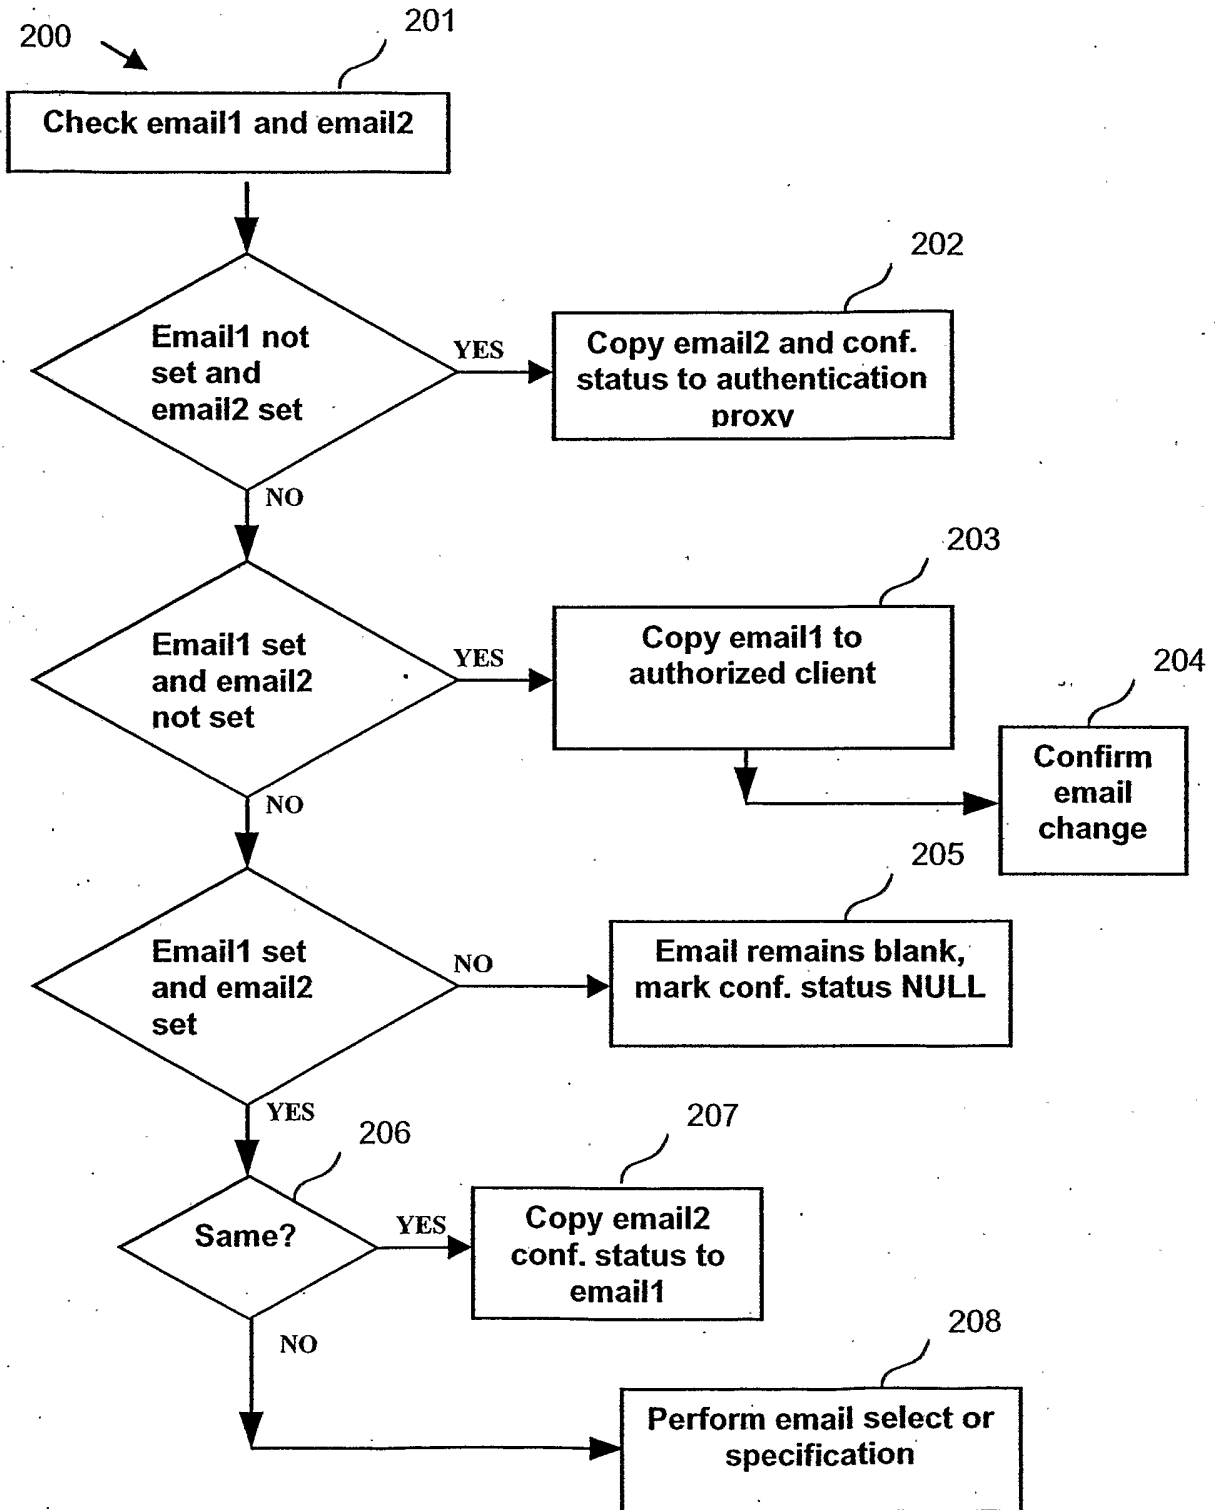 200
201
Check email1 and email2
202
Email1 not
set and
email2 set
YES
Copy email2 and conf.
status to authentication
proxy
NO
203
Email1 set
and email2
not set
YES
Copy email1 to
authorized client
204
Confirm
email
change
NO
205
Email1 set
and email2
set
NO
Email remains blank,
mark conf. status NULL
YES
206
207
Same?
YES
Copy email2
conf. status to
email1
NO
208
Perform email select or
specification